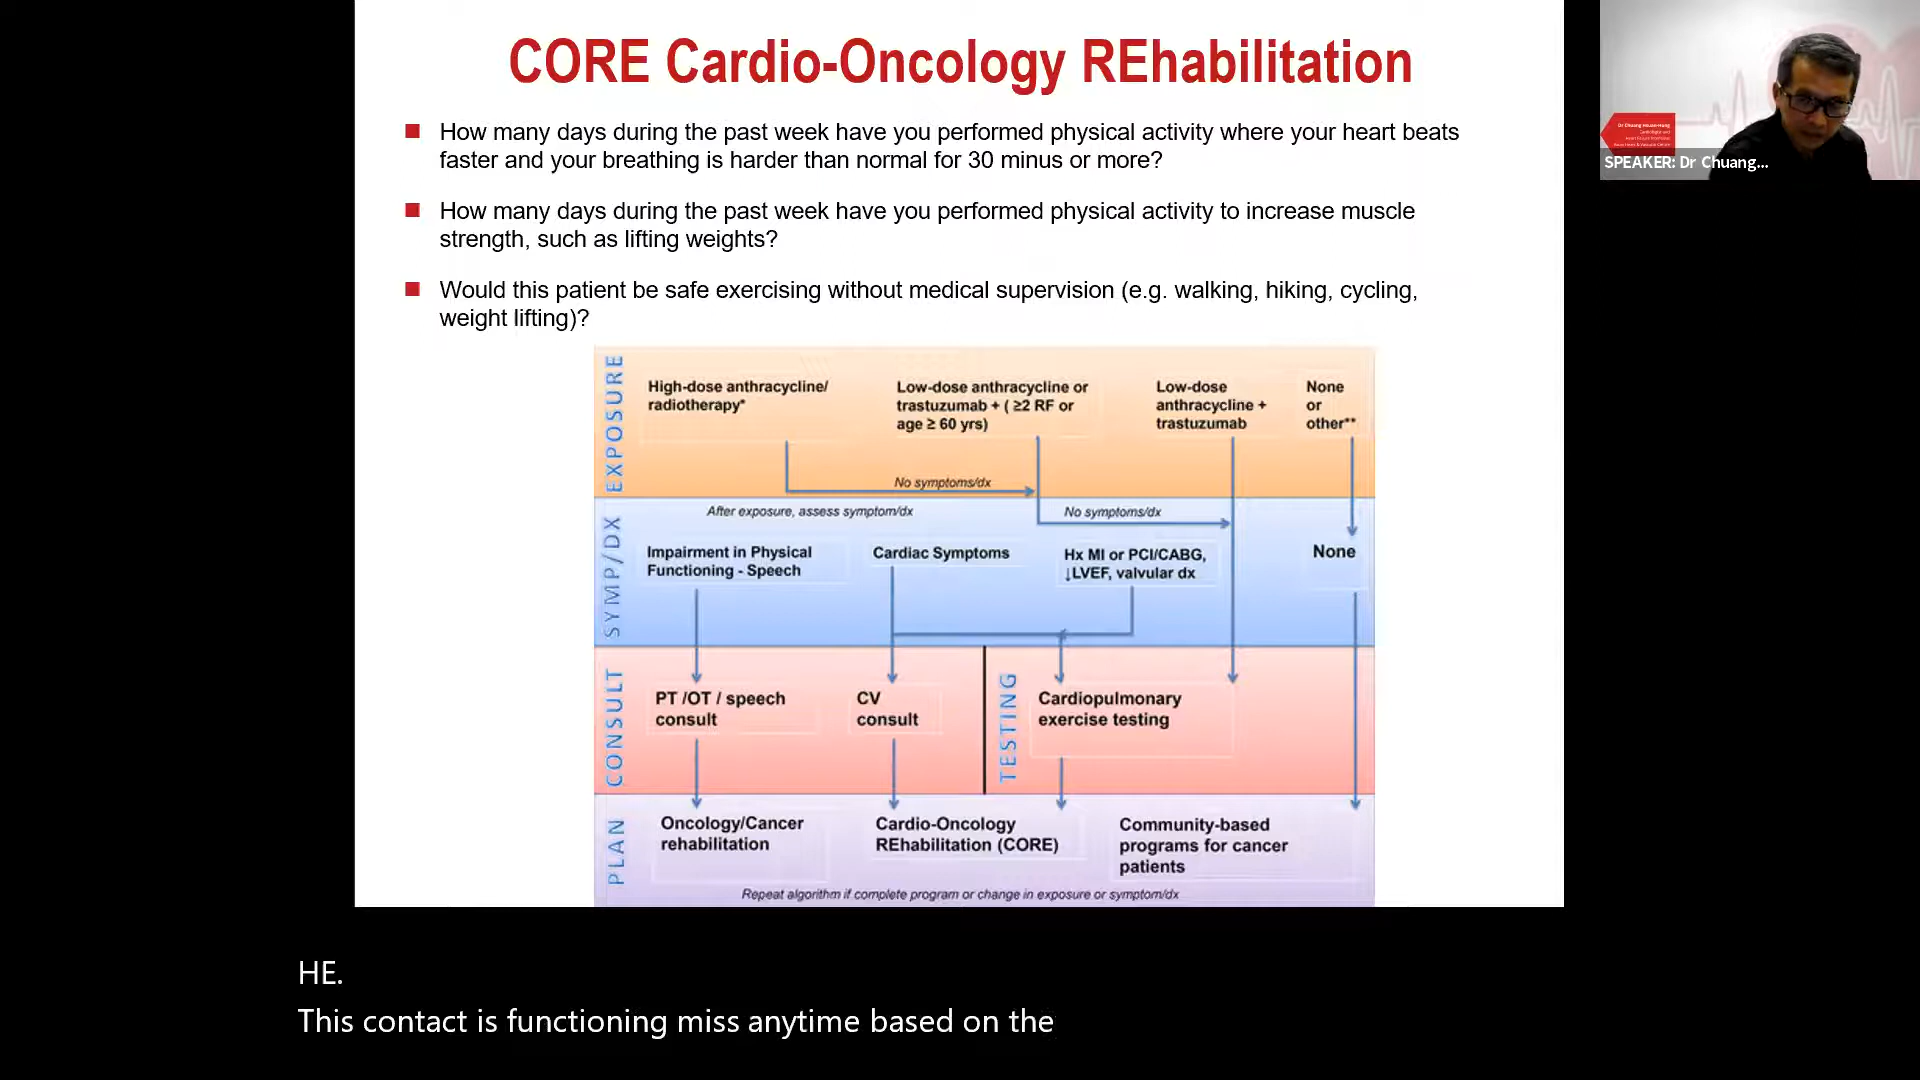 CORE Cardio-Oncology REhabilitation
How many days during the past week have you performed physical activity where your heart beats
faster and your breathing is harder than normal for 30 minus or more?
How many days during the past week have you performed physical activity to increase muscle
strength, such as lifting weights?
Would this patient be safe exercising without medical supervision (e.g. walking, hiking, cycling,
weight lifting)?
EXPOSURE
High-dose anthracycline/
radiotherapy*
Low-dose anthracycline or
trastuzumab + ( ≥2 RF or
age ≥ 60 yrs)
Low-dose
anthracycline +
trastuzumab
None
or
other**
No symptoms/dx
SYMP/DX
After exposure, assess symptom/dx
No symptoms/dx
Impairment in Physical
Functioning - Speech
Cardiac Symptoms
Hx MI or PCI/CABG,
↓LVEF, valvular dx
None
CONSULT
PT /OT / speech
consult
CV
consult
TESTING
Cardiopulmonary
exercise testing
PLAN
Oncology/Cancer
rehabilitation
Cardio-Oncology
REhabilitation (CORE)
Community-based
programs for cancer
patients
Repeat algorithm if complete program or change in exposure or symptom/dx
Dr Chuang Hsuan-Hung
SPEAKER: Dr Chuang...
HE.
This contact is functioning miss anytime based on the